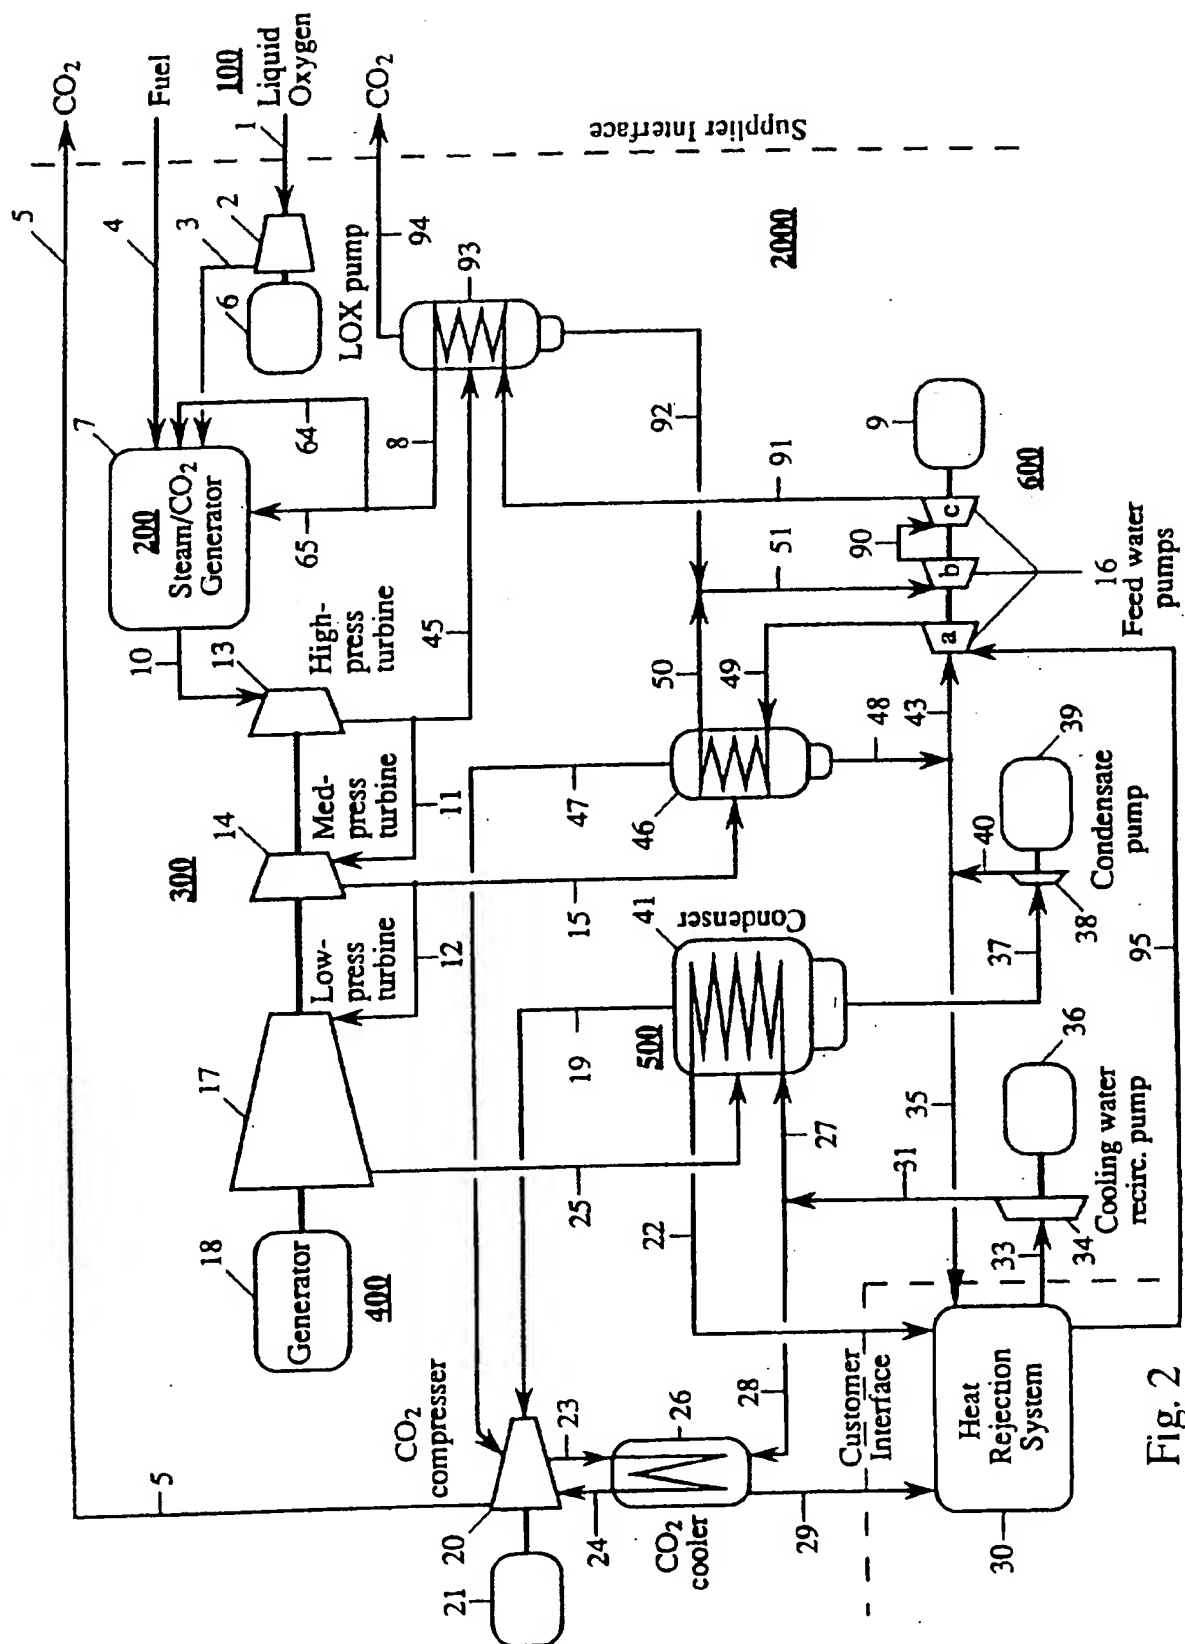 5
CO2
4
Fuel
3
2
1
100
Liquid
Oxygen
6
LOX pump
94
CO2
Supplier Interface
2000
7
200
Steam/CO2
Generator
64
65
8
93
10
13
High-
press
turbine
45
92
91
9
600
90
51
a
b
c
16
Feed water
pumps
300
14
Med-
press
turbine
11
50
49
47
46
48
43
39
40
Condensate
pump
38
37
95
Low-
press
turbine
12
15
41
Condenser
500
19
17
25
22
27
35
31
36
Cooling water
recirc. pump
34
33
18
Generator
400
5
CO2
compresser
20
21
23
24
26
CO2
cooler
28
29
Customer
Interface
Heat
Rejection
System
30
Fig. 2